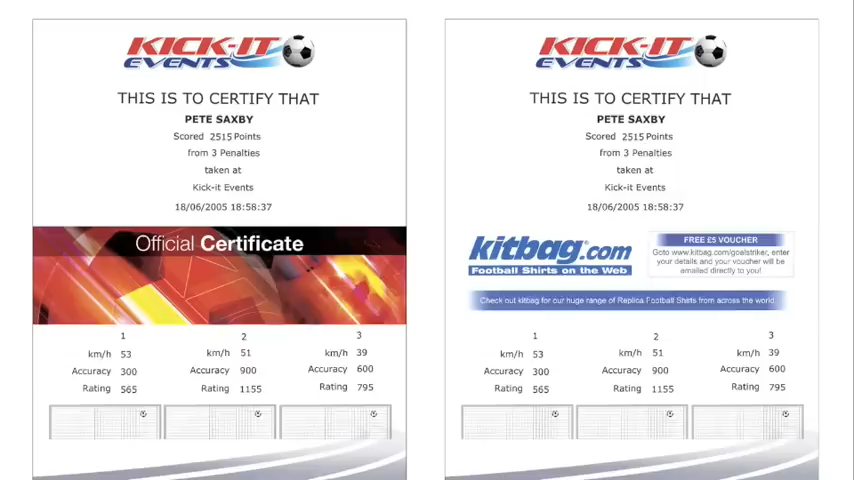 KICK-IT
EVENTS
THIS IS TO CERTIFY THAT
PETE SAXBY
Scored 2515 Points
from 3 Penalties
taken at
Kick-it Events
18/06/2005 18:58:37
Official Certificate
1 2 3
km/h 53 km/h 51 km/h 39
Accuracy 300 Accuracy 900 Accuracy 600
Rating 565 Rating 1155 Rating 795
KICK-IT
EVENTS
THIS IS TO CERTIFY THAT
PETE SAXBY
Scored 2515 Points
from 3 Penalties
taken at
Kick-it Events
18/06/2005 18:58:37
kitbag.com
Football Shirts on the Web
FREE £5 VOUCHER
Goto www.kitbag.com/goalstriker, enter
your details and your voucher will be
emailed directly to you!
Check out kitbag for our huge range of Replica Football Shirts from across the world.
1 2 3
km/h 53 km/h 51 km/h 39
Accuracy 300 Accuracy 900 Accuracy 600
Rating 565 Rating 1155 Rating 795